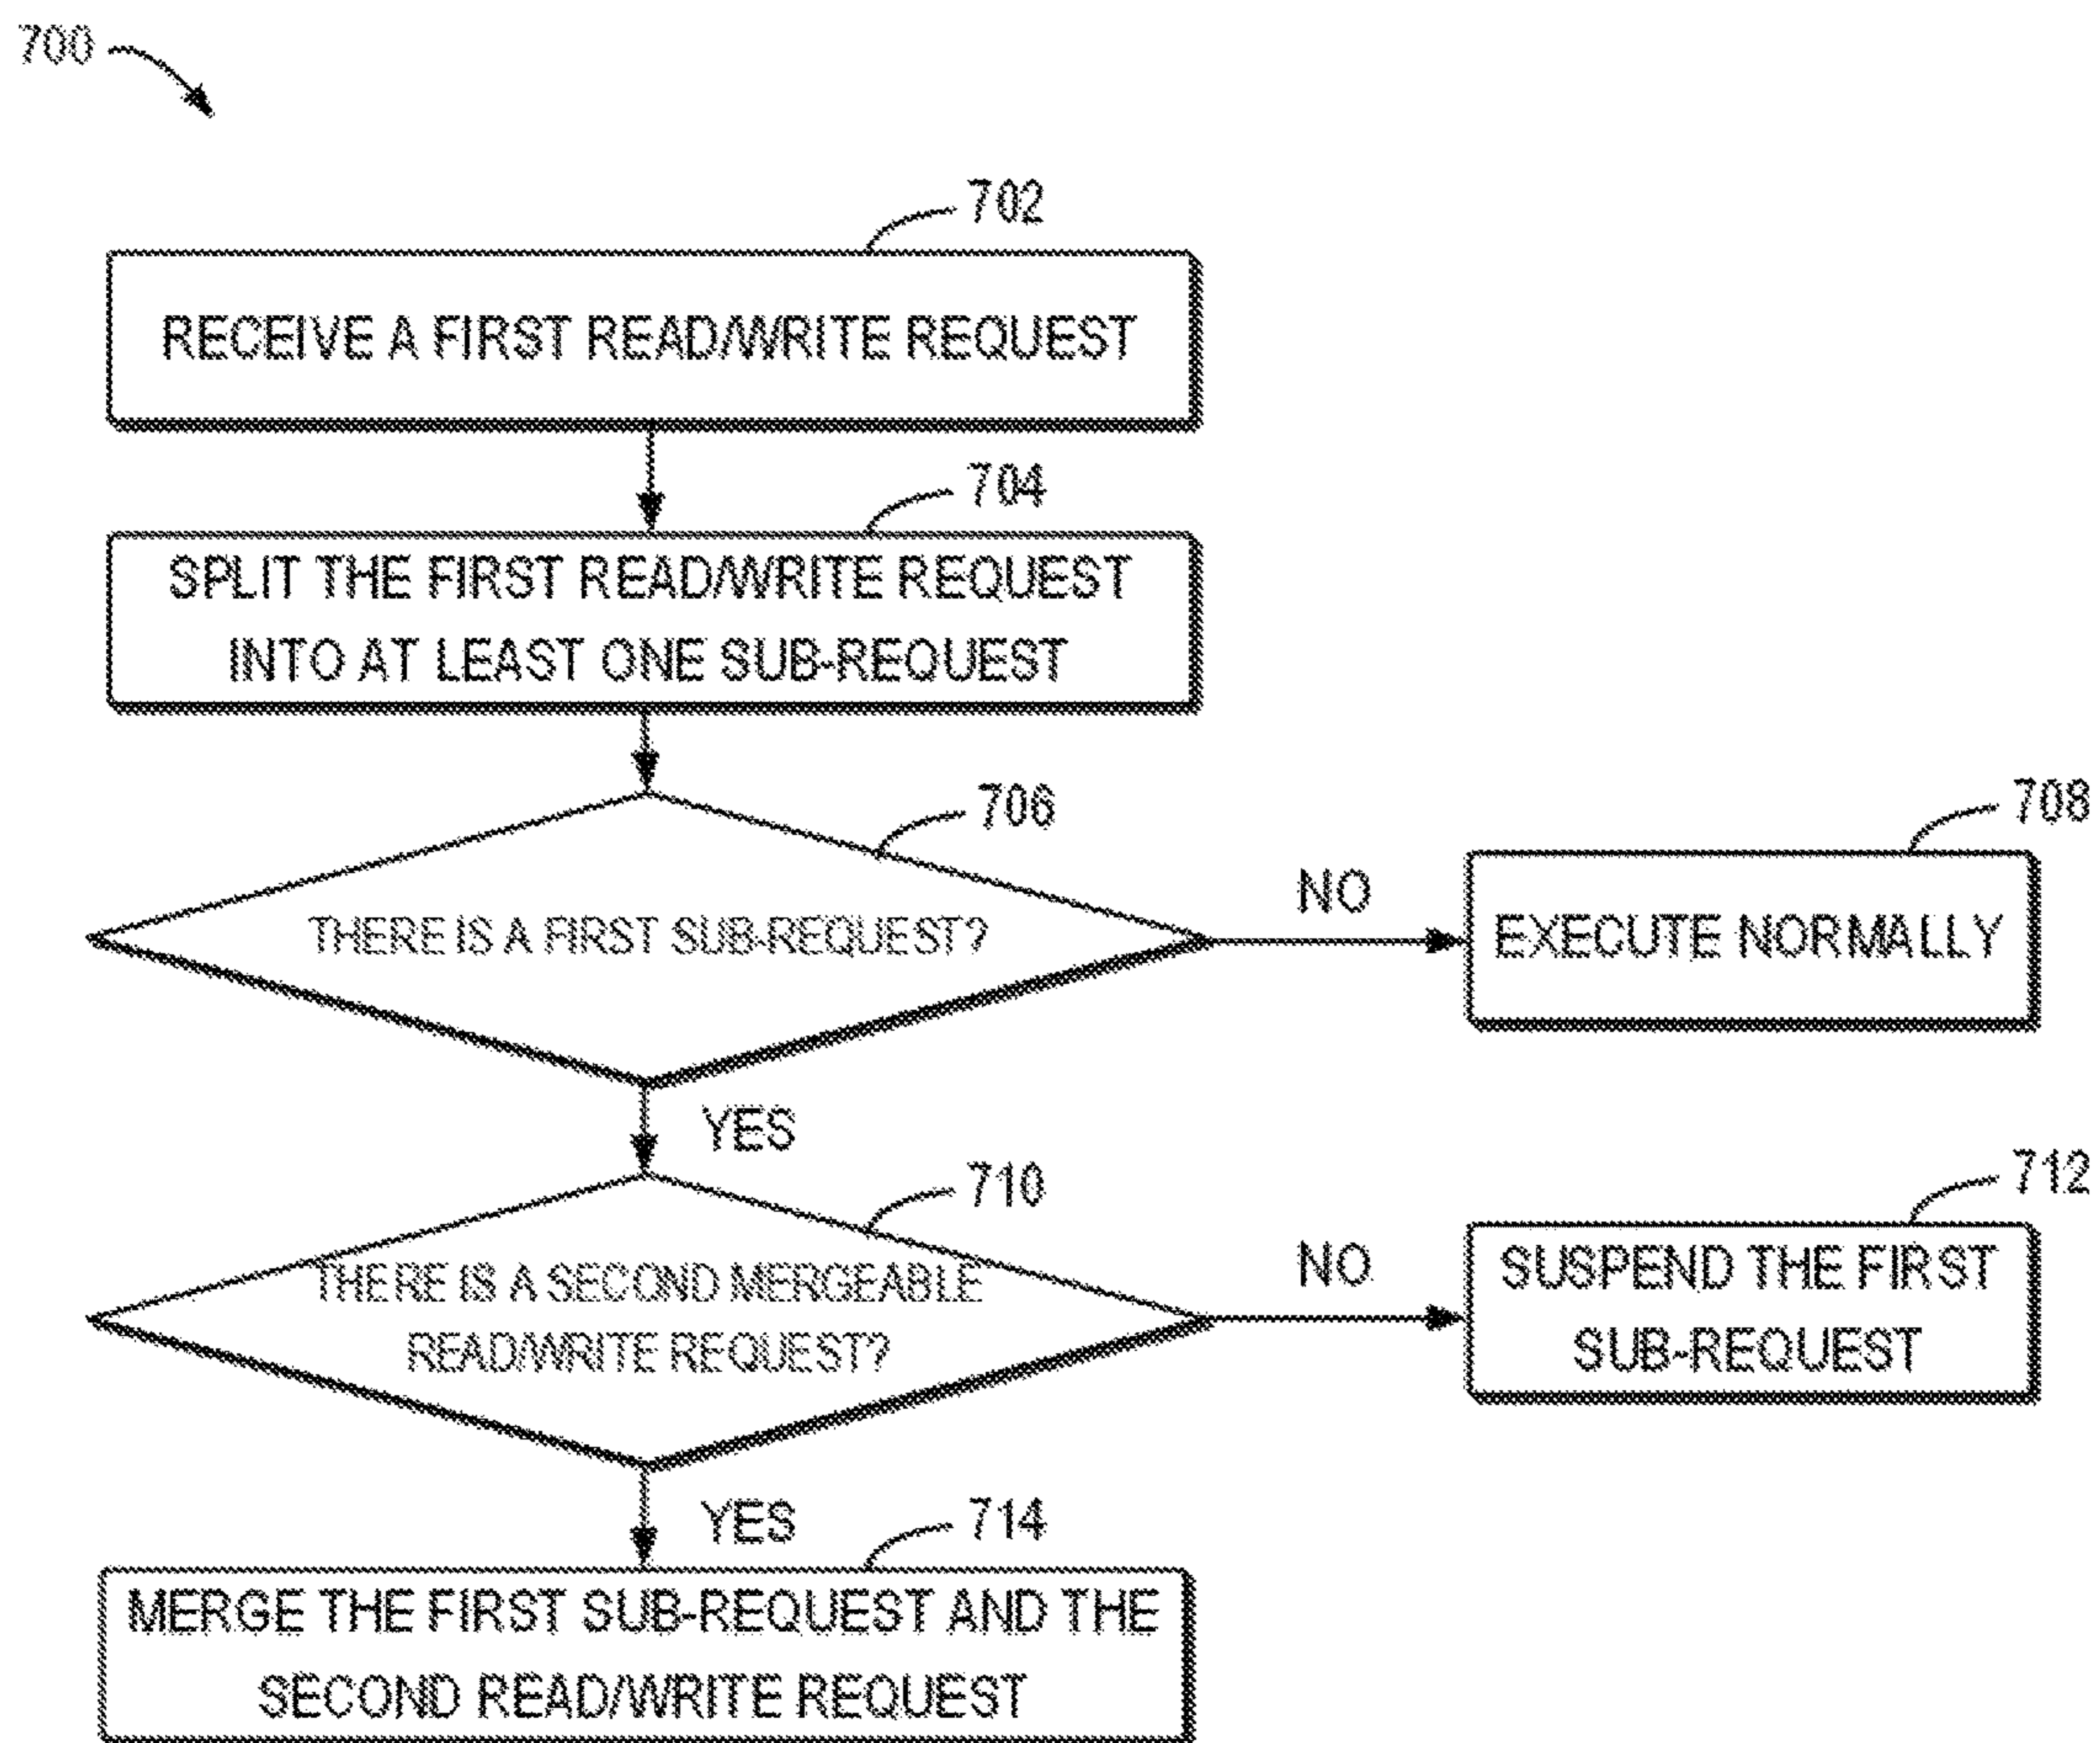 700
702
RECEIVE A FIRST READ/WRITE REQUEST
704
SPLIT THE FIRST READ/WRITE REQUEST
INTO AT LEAST ONE SUB-REQUEST
706
THERE IS A FIRST SUB-REQUEST?
NO
708
EXECUTE NORMALLY
YES
710
THERE IS A SECOND MERGEABLE
READ/WRITE REQUEST?
NO
712
SUSPEND THE FIRST
SUB-REQUEST
YES
714
MERGE THE FIRST SUB-REQUEST AND THE
SECOND READ/WRITE REQUEST